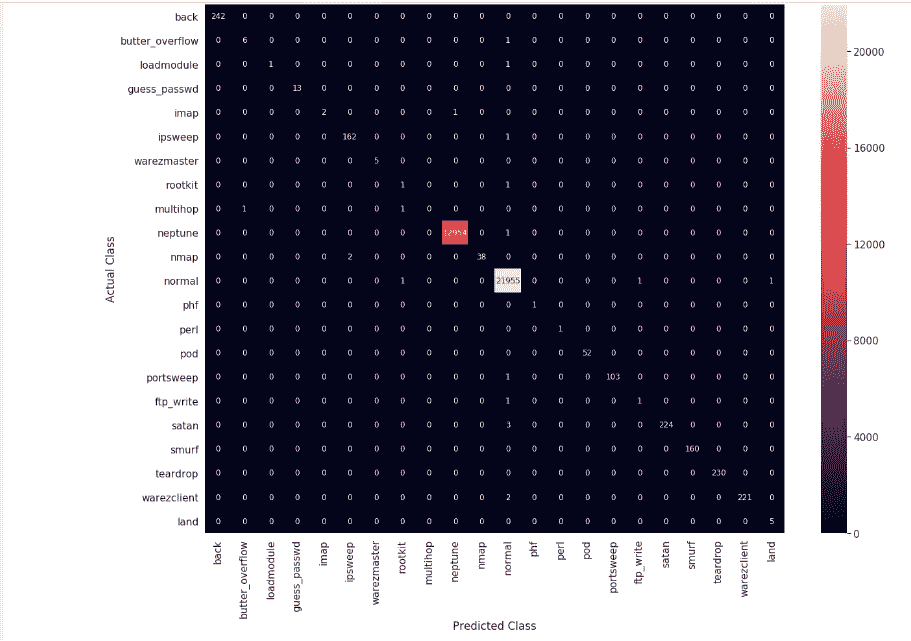 back 242 0 0 0 0 0 0 0 0 0 0 0 0 0 0 0 0 0 0 0 0 0
butter_overflow 0 6 0 0 0 0 0 0 0 0 0 1 0 0 0 0 0 0 0 0 0 0
loadmodule 0 0 1 0 0 0 0 0 0 0 0 1 0 0 0 0 0 0 0 0 0 0
guess_passwd 0 0 0 13 0 0 0 0 0 0 0 0 0 0 0 0 0 0 0 0 0 0
imap 0 0 0 0 2 0 0 0 0 1 0 0 0 0 0 0 0 0 0 0 0 0
ipsweep 0 0 0 0 0 162 0 0 0 0 0 1 0 0 0 0 0 0 0 0 0 0
warezmaster 0 0 0 0 0 0 5 0 0 0 0 0 0 0 0 0 0 0 0 0 0 0
rootkit 0 0 0 0 0 0 0 1 0 0 0 1 0 0 0 0 0 0 0 0 0 0
multihop 0 1 0 0 0 0 0 1 0 0 0 0 0 0 0 0 0 0 0 0 0 0
neptune 0 0 0 0 0 0 0 0 0 12954 0 1 0 0 0 0 0 0 0 0 0 0
nmap 0 0 0 0 0 2 0 0 0 0 38 0 0 0 0 0 0 0 0 0 0 0
normal 0 0 0 0 0 0 0 1 0 0 0 21955 0 0 0 0 1 0 0 0 0 1
phf 0 0 0 0 0 0 0 0 0 0 0 0 1 0 0 0 0 0 0 0 0 0
perl 0 0 0 0 0 0 0 0 0 0 0 0 0 1 0 0 0 0 0 0 0 0
pod 0 0 0 0 0 0 0 0 0 0 0 0 0 0 52 0 0 0 0 0 0 0
portsweep 0 0 0 0 0 0 0 0 0 0 0 1 0 0 0 103 0 0 0 0 0 0
ftp_write 0 0 0 0 0 0 0 0 0 0 0 1 0 0 0 0 1 0 0 0 0 0
satan 0 0 0 0 0 0 0 0 0 0 0 3 0 0 0 0 0 224 0 0 0 0
smurf 0 0 0 0 0 0 0 0 0 0 0 0 0 0 0 0 0 0 160 0 0 0
teardrop 0 0 0 0 0 0 0 0 0 0 0 0 0 0 0 0 0 0 0 230 0 0
warezclient 0 0 0 0 0 0 0 0 0 0 0 2 0 0 0 0 0 0 0 0 221 0
land 0 0 0 0 0 0 0 0 0 0 0 0 0 0 0 0 0 0 0 0 0 5
back butter_overflow loadmodule guess_passwd imap ipsweep warezmaster rootkit multihop neptune nmap normal phf perl pod portsweep ftp_write satan smurf teardrop warezclient land
Predicted Class
Actual Class
20000
16000
12000
8000
4000
0